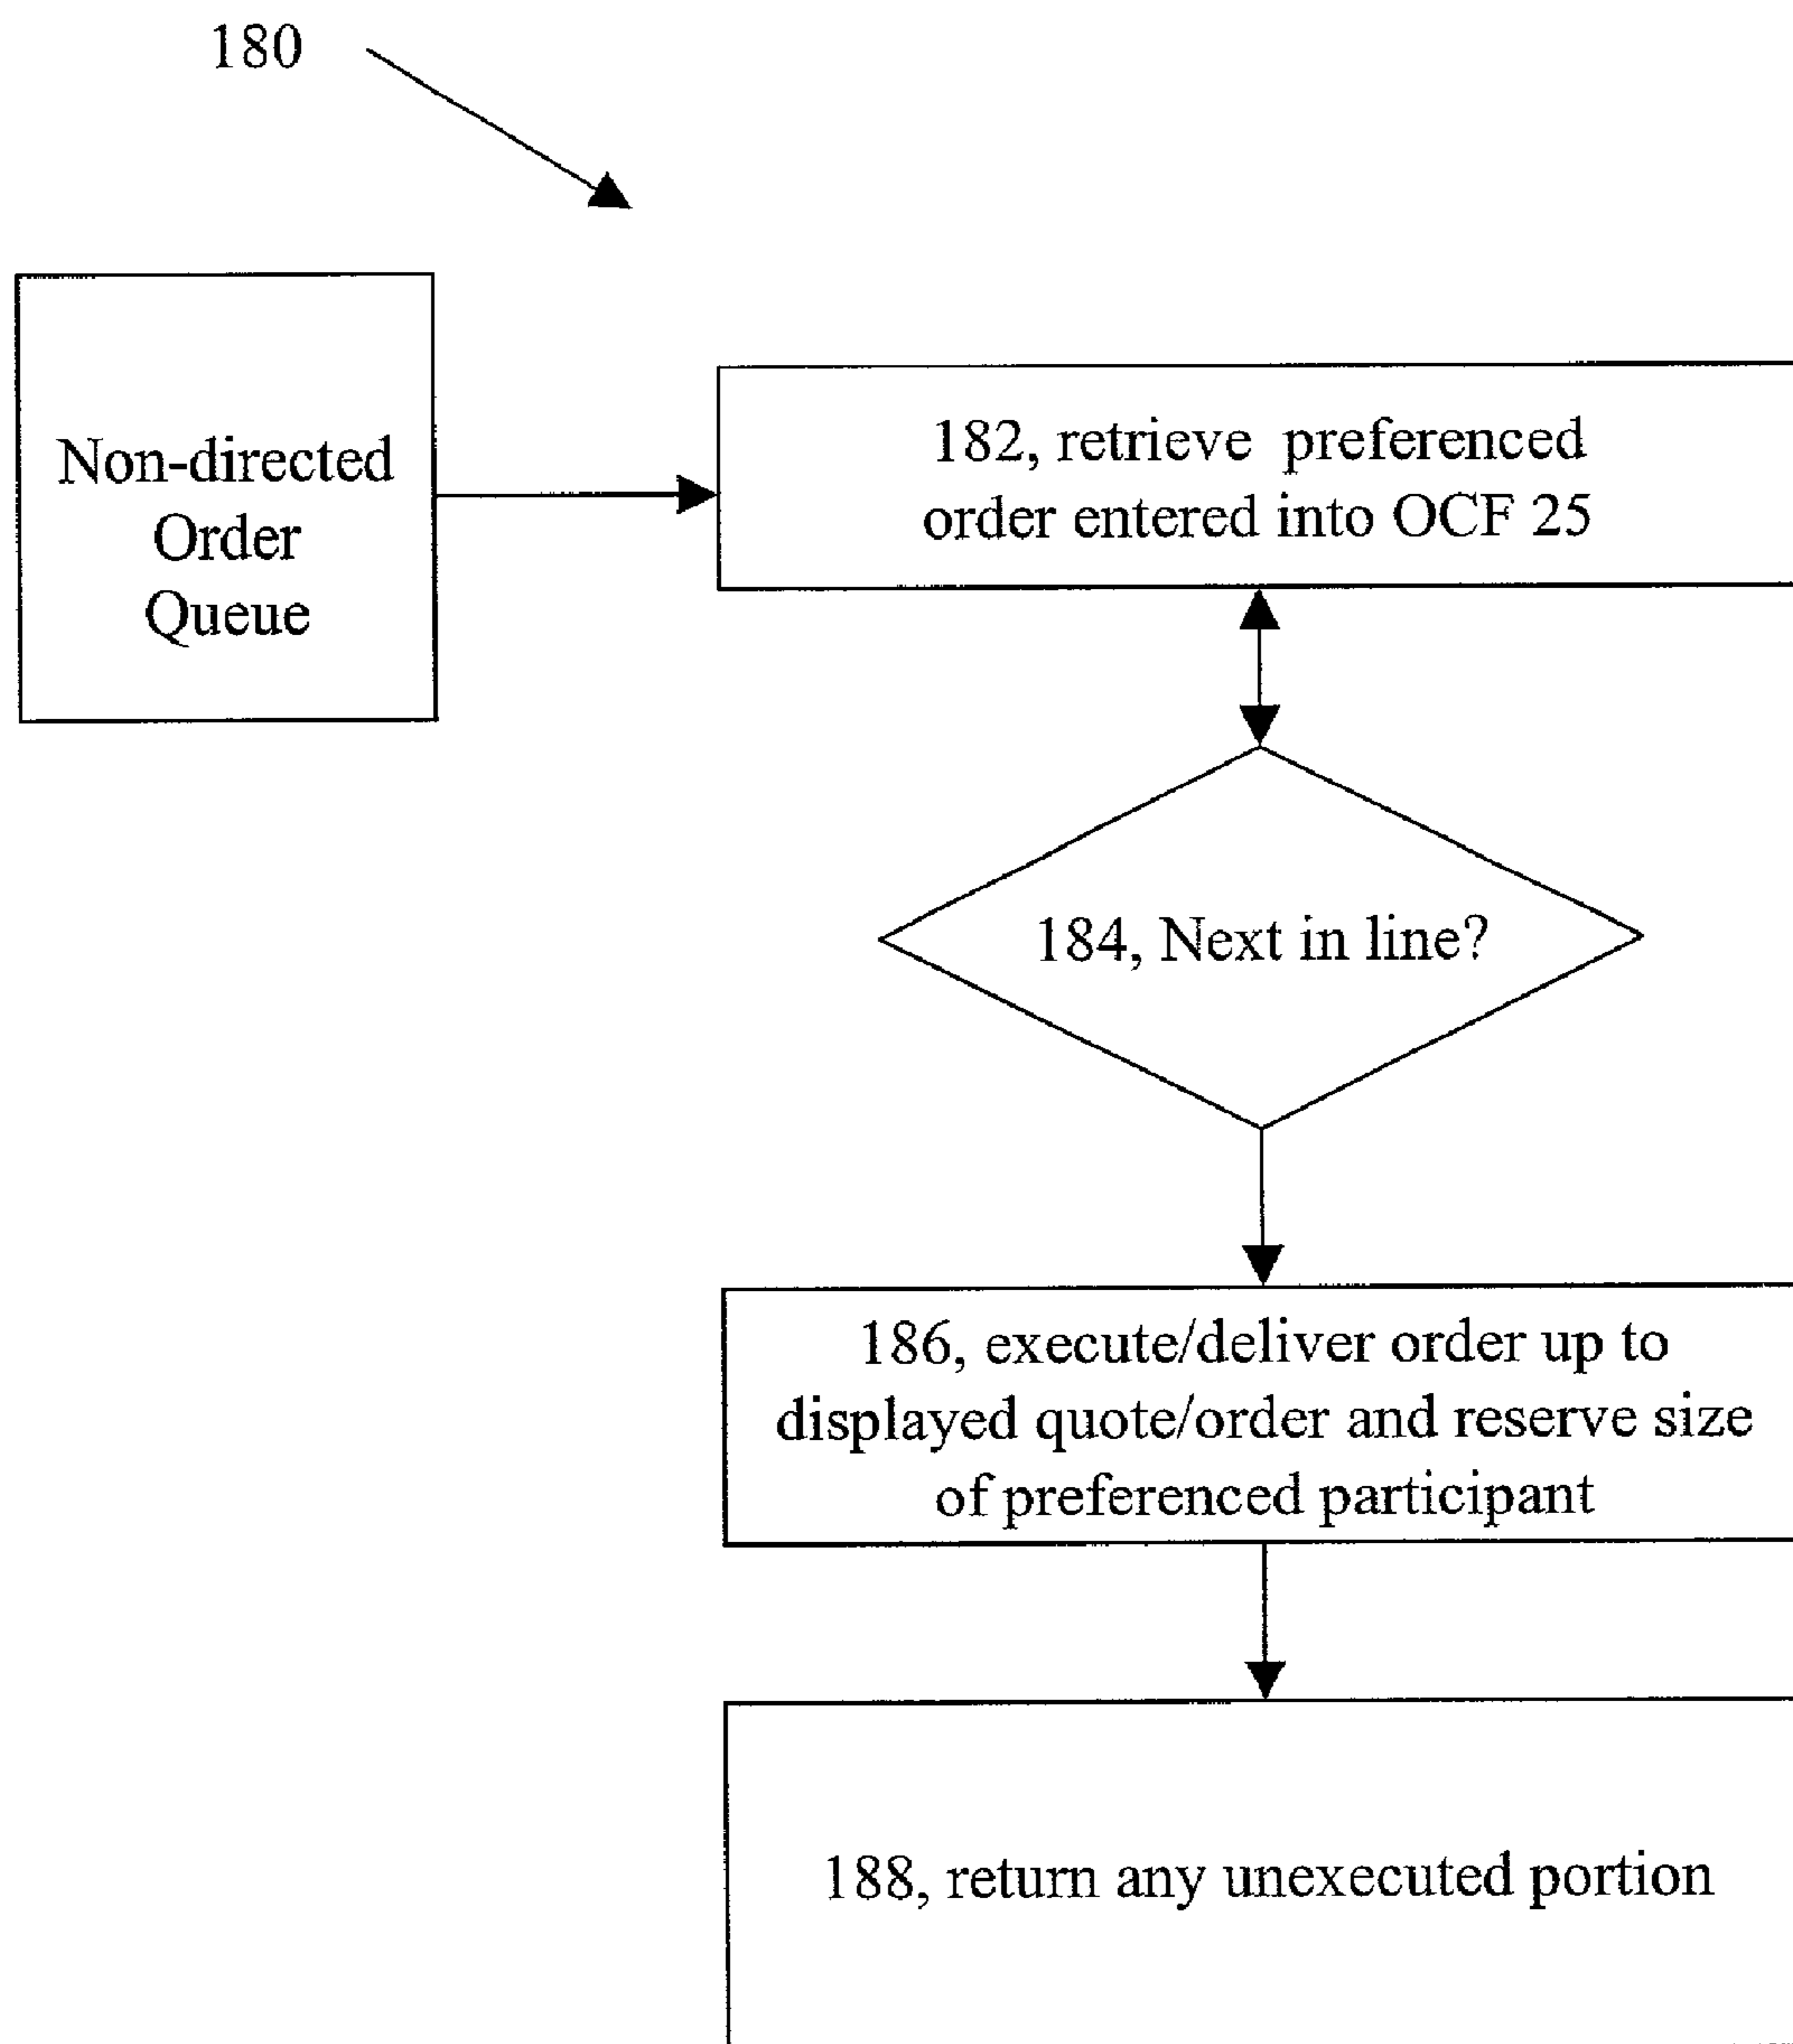 180
Non-directed
Order
Queue
182, retrieve preferenced
order entered into OCF 25
184, Next in line?
186, execute/deliver order up to
displayed quote/order and reserve size
of preferenced participant
188, return any unexecuted portion